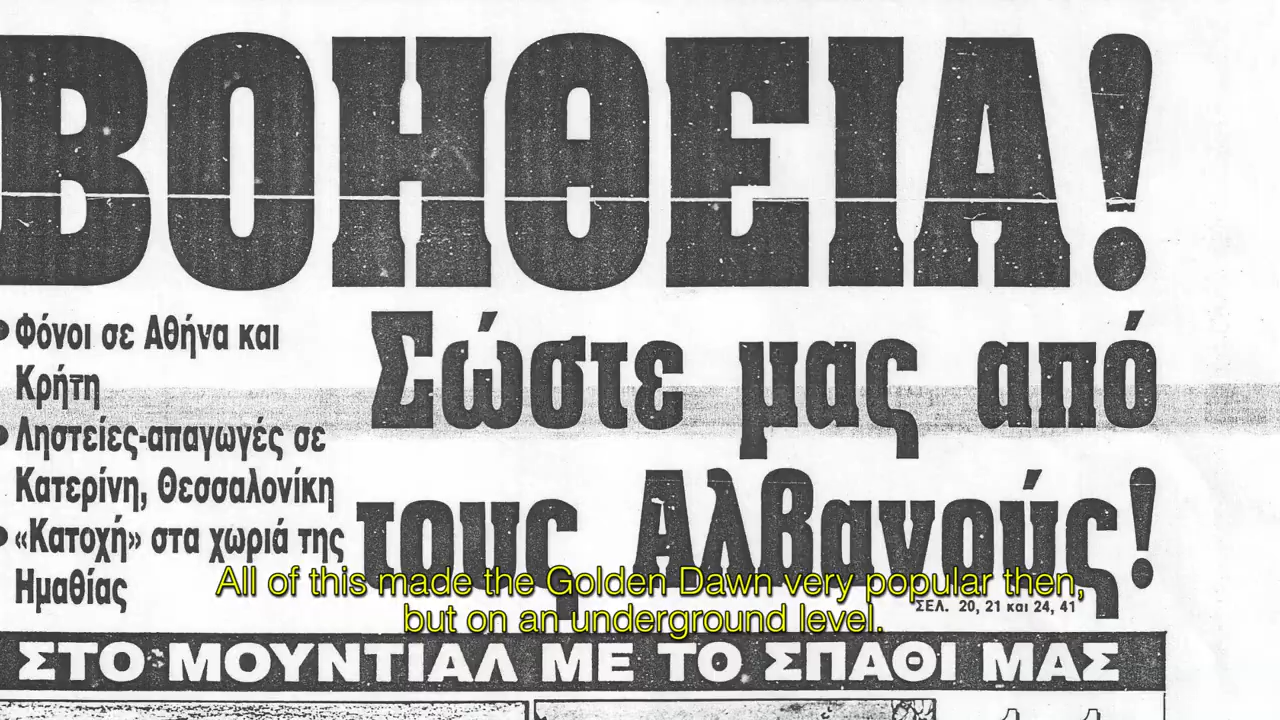 ΒΟΗΘΕΙΑ!
• Φόνοι σε Αθήνα και
Κρήτη
• Ληστείες-απαγωγές σε
Κατερίνη, Θεσσαλονίκη
• «Κατοχή» στα χωριά της
Ημαθίας
Σώστε μας από
τους Αλβανούς!
ΣΕΛ. 20, 21 και 24, 41
All of this made the Golden Dawn very popular then,
but on an underground level.
ΣΤΟ ΜΟΥΝΤΙΑΛ ΜΕ ΤΟ ΣΠΑΘΙ ΜΑΣ